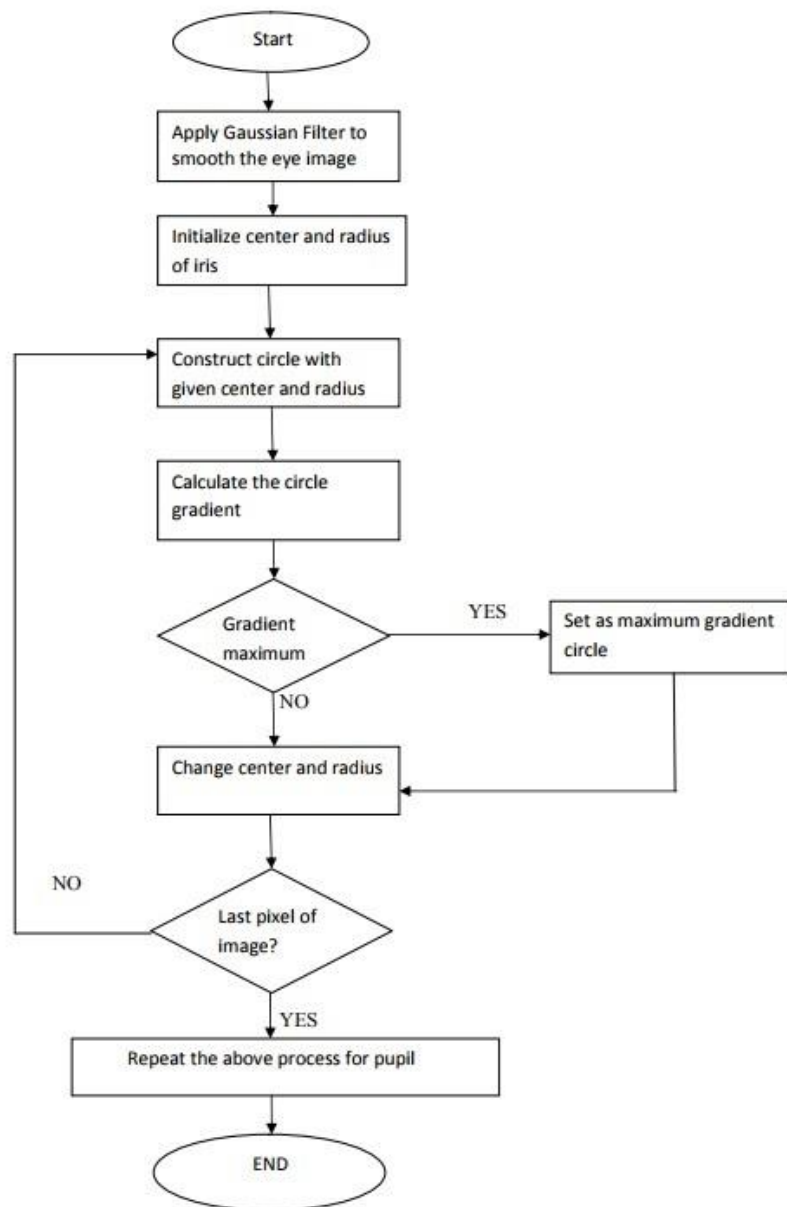 Start
Apply Gaussian Filter to
smooth the eye image
Initialize center and radius
of iris
Construct circle with
given center and radius
Calculate the circle
gradient
Gradient
maximum
YES
Set as maximum gradient
circle
NO
Change center and radius
NO
Last pixel of
image?
YES
Repeat the above process for pupil
END